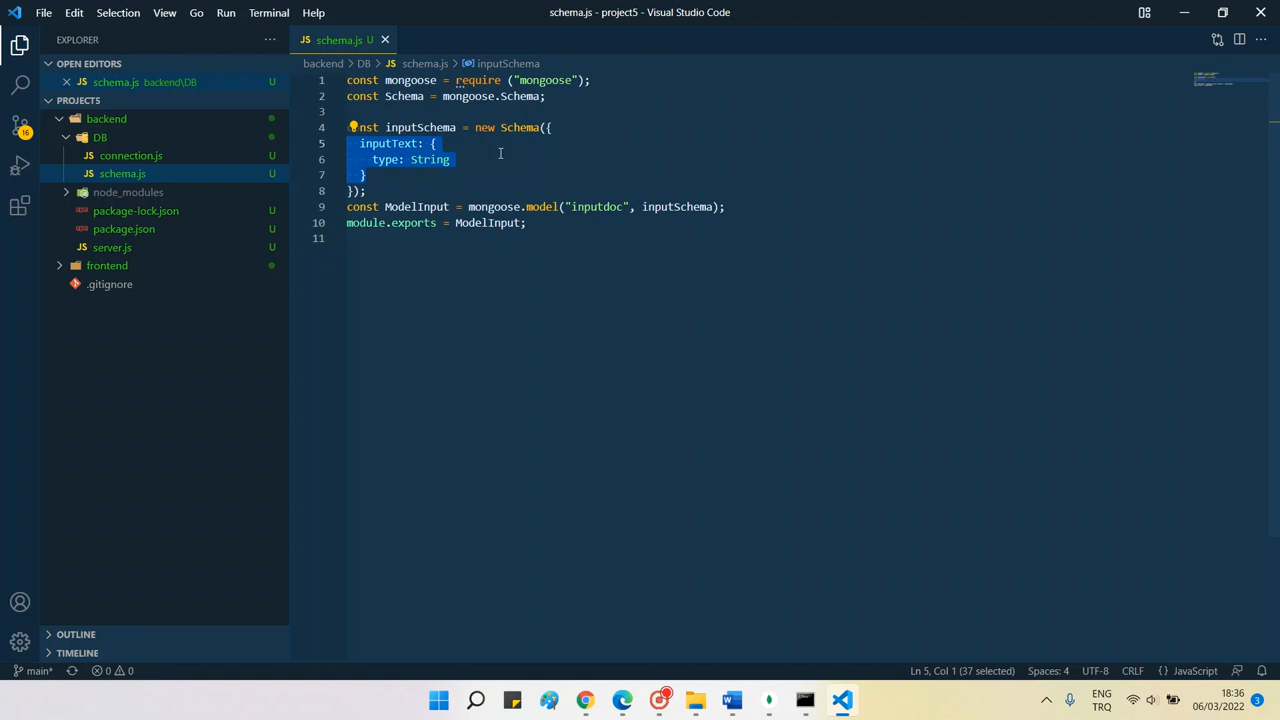 File Edit Selection View Go Run Terminal Help
schema.js - project5 - Visual Studio Code
EXPLORER
OPEN EDITORS
schema.js backend\DB U
PROJECT5
backend
DB
connection.js U
schema.js U
node_modules
package-lock.json U
package.json U
server.js U
frontend
.gitignore
OUTLINE
TIMELINE
JS schema.js U
backend > DB > JS schema.js > inputSchema
1 const mongoose = require ("mongoose");
2 const Schema = mongoose.Schema;
3
4 nst inputSchema = new Schema({
5 inputText: {
6 type: String
7 }
8 });
9 const ModelInput = mongoose.model("inputdoc", inputSchema);
10 module.exports = ModelInput;
11
16
main* 0 0
Ln 5, Col 1 (37 selected) Spaces: 4 UTF-8 CRLF {} JavaScript
ENG
TRQ
18:36
06/03/2022
3